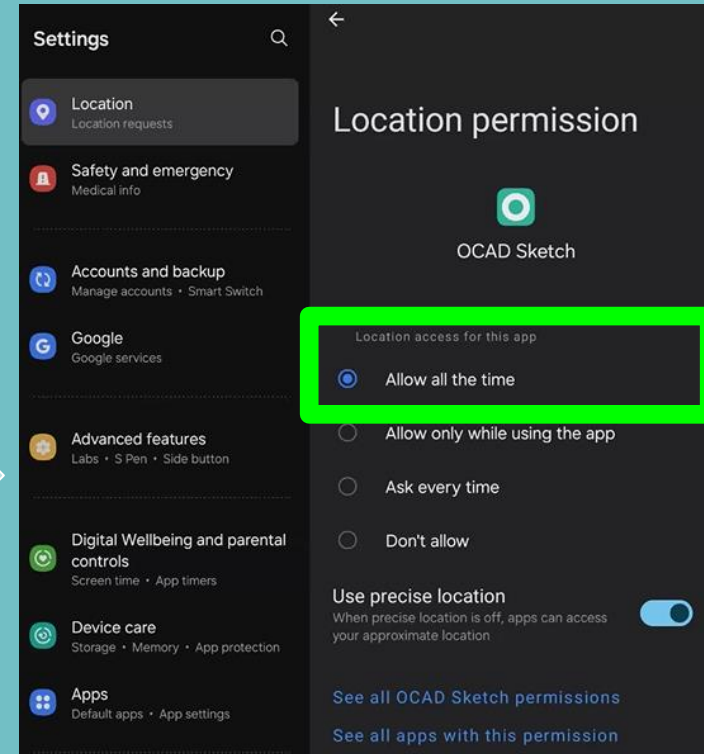 Settings
Location
Location requests
Safety and emergency
Medical info
Accounts and backup
Manage accounts • Smart Switch
Google
Google services
Advanced features
Labs • S Pen • Side button
Digital Wellbeing and parental
controls
Screen time • App timers
Device care
Storage • Memory • App protection
Apps
Default apps • App settings
Location permission
OCAD Sketch
Location access for this app
Allow all the time
Allow only while using the app
Ask every time
Don't allow
Use precise location
When precise location is off, apps can access
your approximate location
See all OCAD Sketch permissions
See all apps with this permission